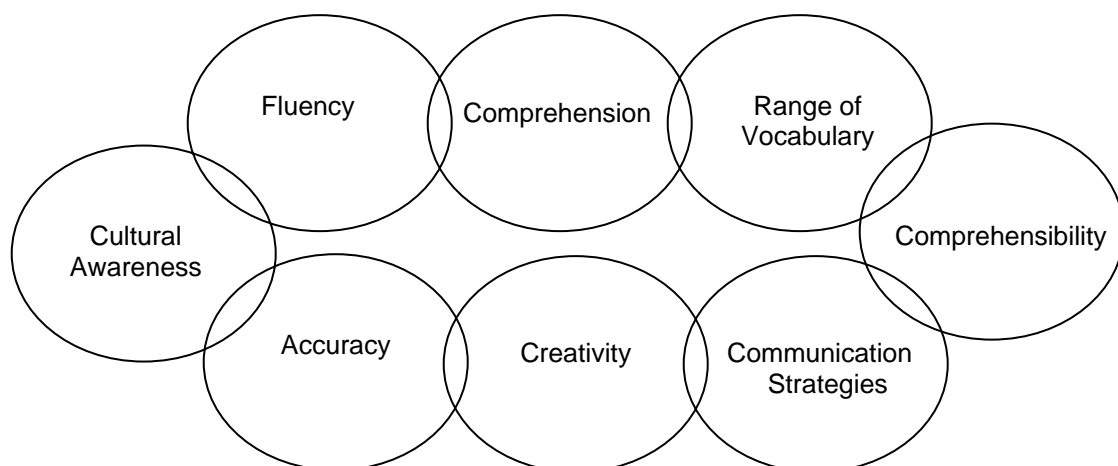 Fluency
Comprehension
Range of
Vocabulary
Cultural
Awareness
Comprehensibility
Accuracy
Creativity
Communication
Strategies